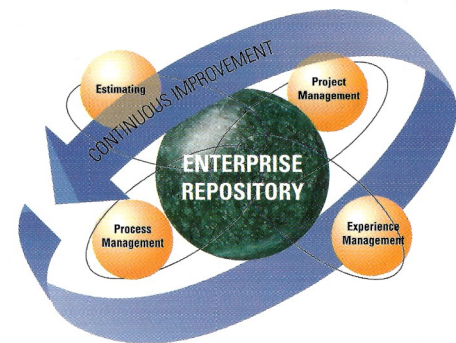 Estimating
CONTINUOUS IMPROVEMENT
Project
Management
ENTERPRISE
REPOSITORY
Process
Management
Experience
Management